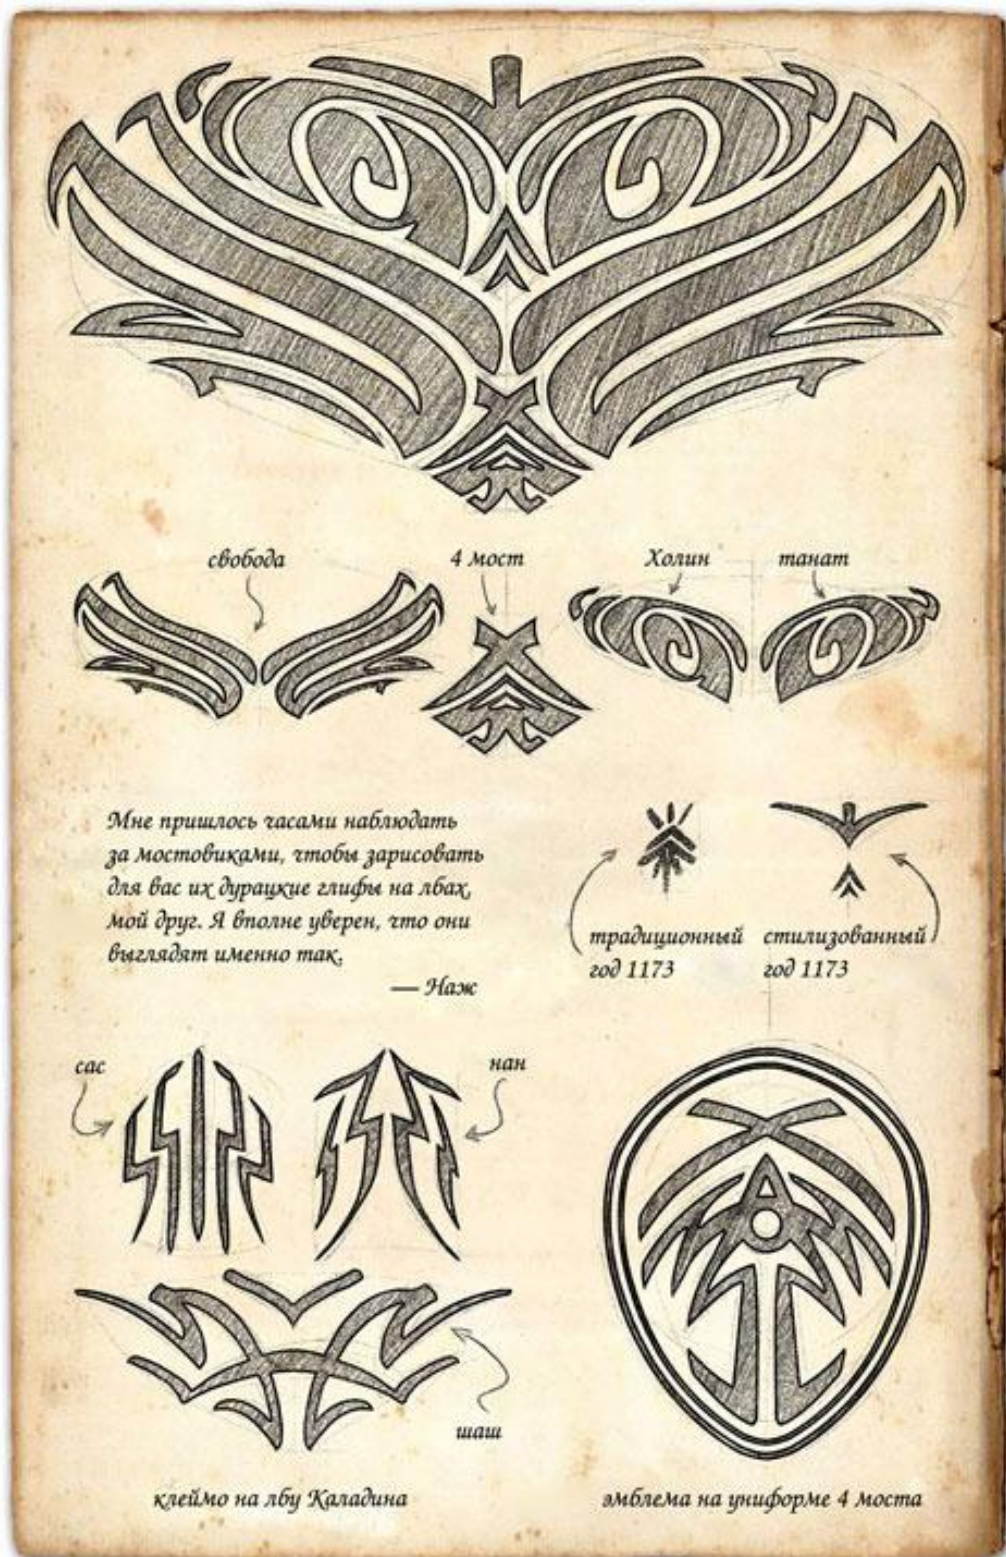 свобода
4 мост
Холин
танат
Мне пришлось часами наблюдать
за мостовиками, чтобы зарисовать
для вас их дурацкие глифы на лбах,
мой друг. Я вполне уверен, что они
выглядят именно так.
— Наж
традиционный
год 1173
стилизованный
год 1173
сас
нан
шаш
клеймо на лбу Каладина
эмблема на униформе 4 моста